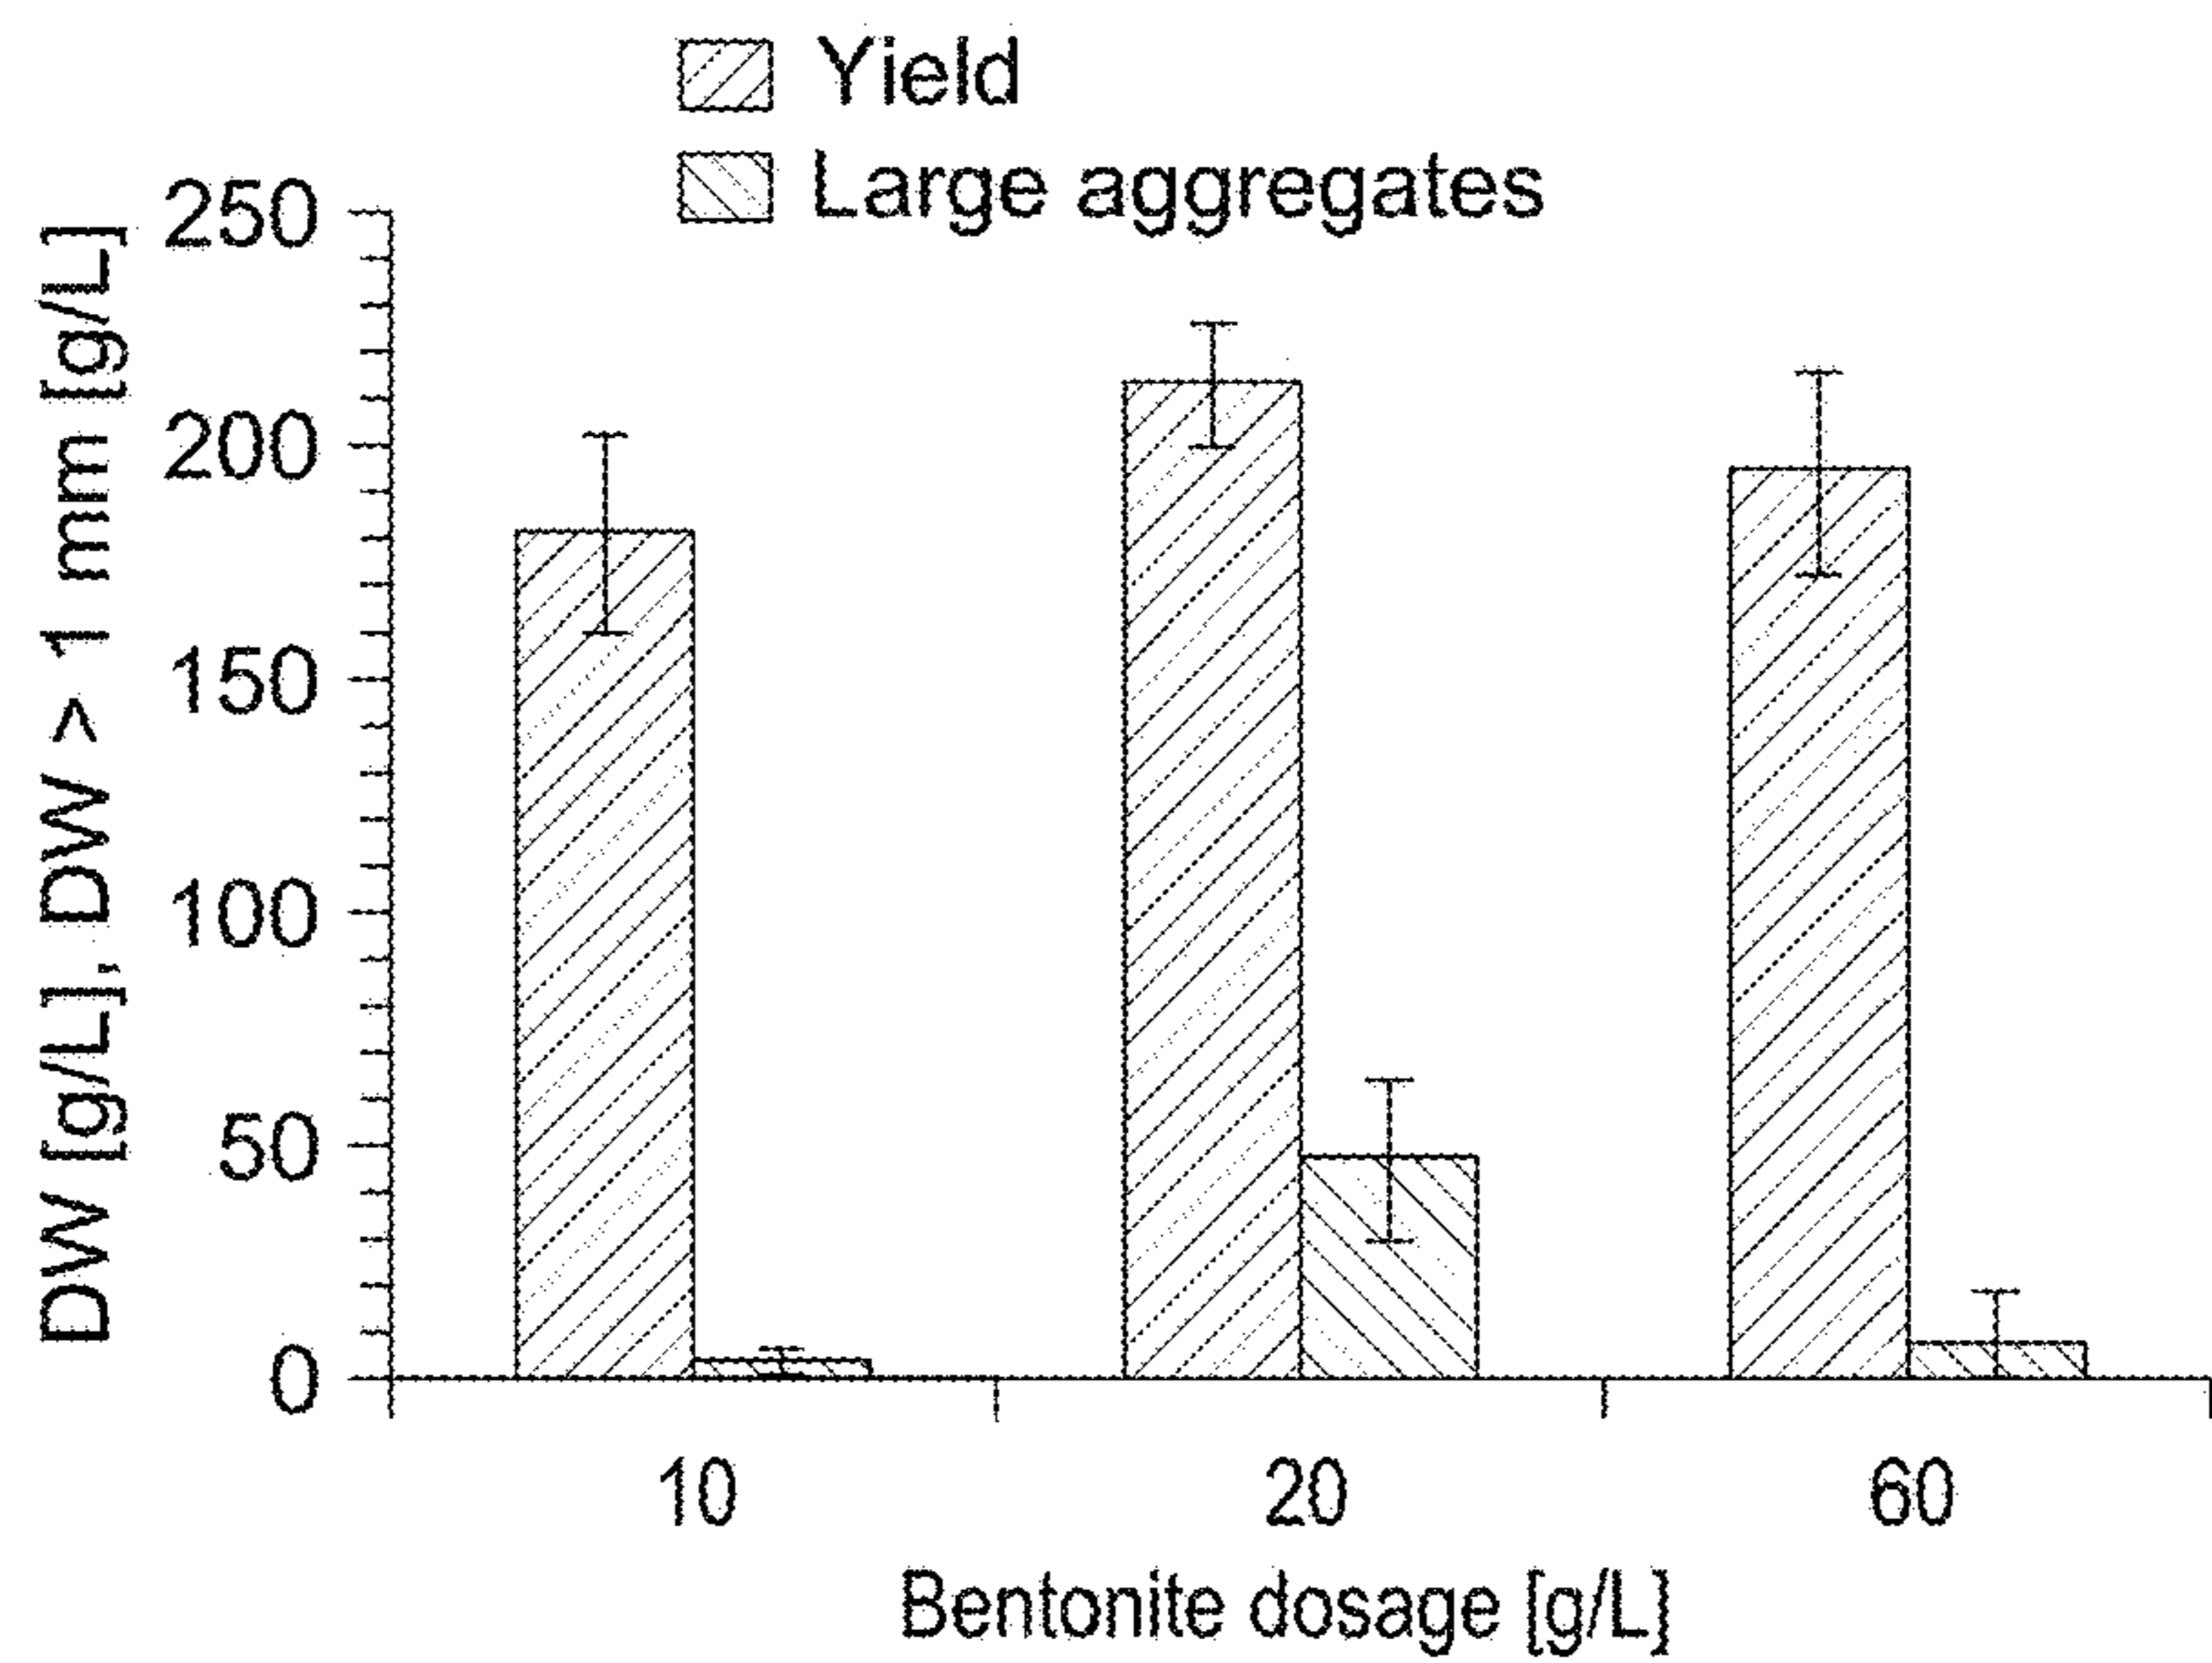 Yield
Large aggregates
DW [g/L], DW > 1 mm [g/L]
250
200
150
100
50
0
10 20 60
Bentonite dosage [g/L]